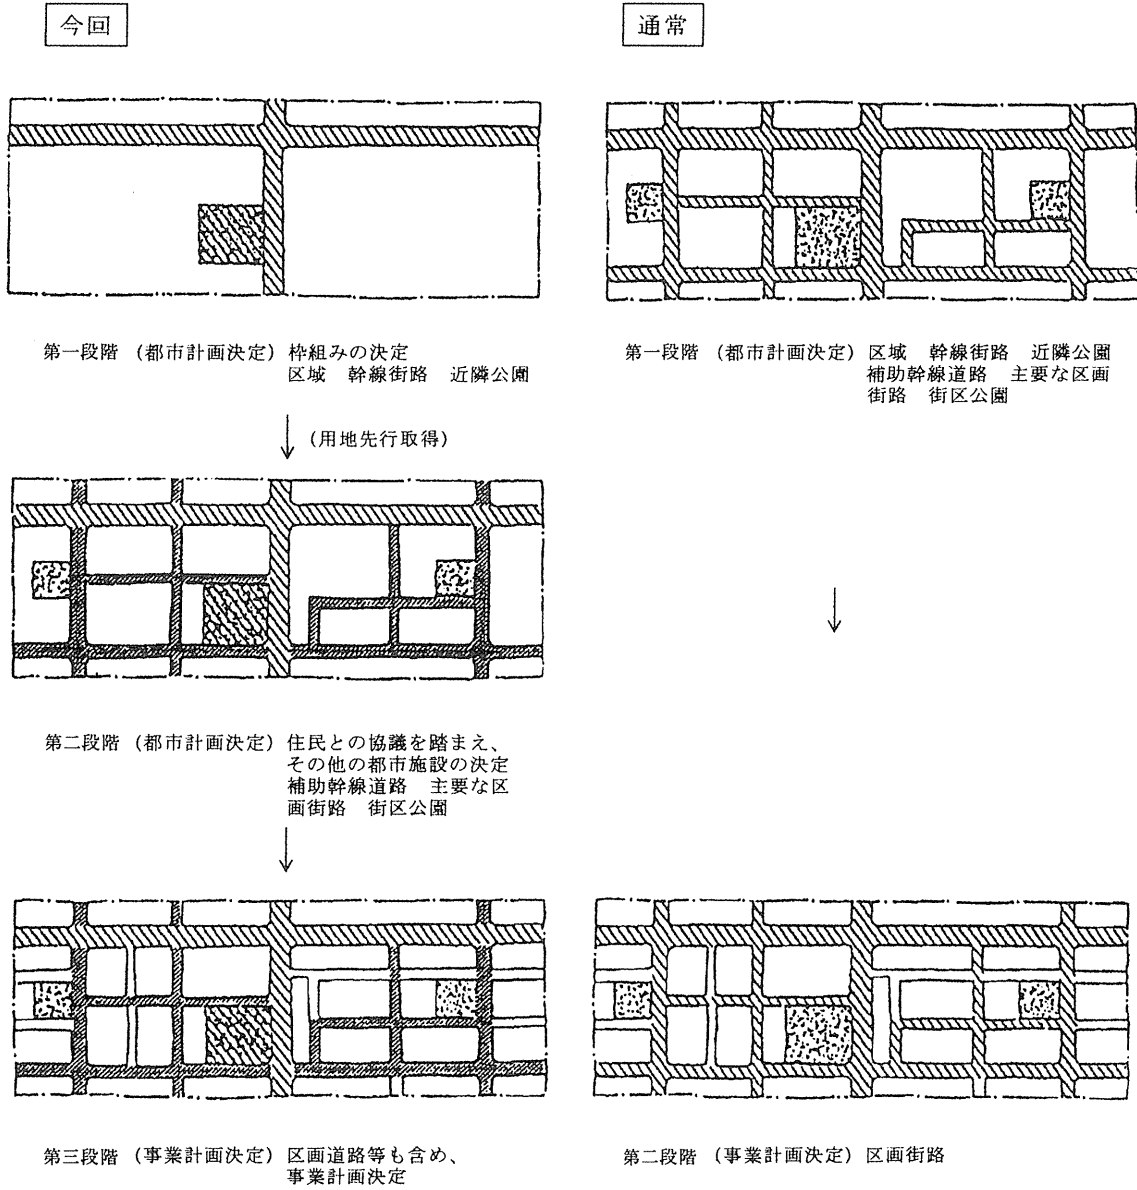 今回
第一段階 (都市計画決定) 枠組みの決定
区域 幹線街路 近隣公園
(用地先行取得)
第二段階 (都市計画決定) 住民との協議を踏まえ、
その他の都市施設の決定
補助幹線道路 主要な区
画街路 街区公園
第三段階 (事業計画決定) 区画道路等も含め、
事業計画決定
通常
第一段階 (都市計画決定) 区域 幹線街路 近隣公園
補助幹線道路 主要な区画
街路 街区公園
第二段階 (事業計画決定) 区画街路